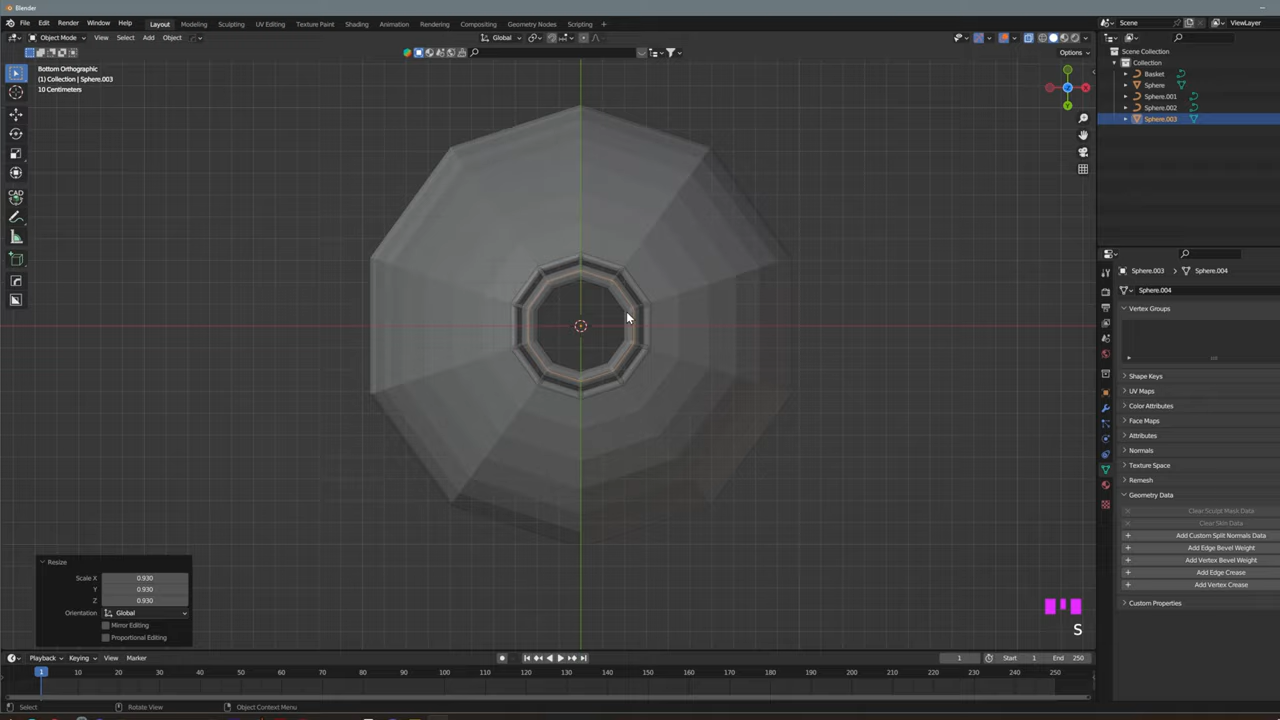 Blender
File Edit Render Window Help Layout Modeling Sculpting UV Editing Texture Paint Shading Animation Rendering Compositing Geometry Nodes Scripting + Scene ViewLayer
Object Mode View Select Add Object Global
Options
Bottom Orthographic
(1) Collection | Sphere.003
10 Centimeters
Y
CAD
Scene Collection
Collection
Basket
Sphere
Sphere.001
Sphere.002
Sphere.003
Sphere.003 > Sphere.004
Sphere.004
Vertex Groups
Shape Keys
UV Maps
Color Attributes
Face Maps
Attributes
Normals
Texture Space
Remesh
Geometry Data
Clear Sculpt Mask Data
Clear Skin Data
Add Custom Split Normals Data
Add Edge Bevel Weight
Add Vertex Bevel Weight
Add Edge Crease
Add Vertex Crease
Custom Properties
Resize
Scale X 0.930
Y 0.930
Z 0.930
Orientation Global
Mirror Editing
Proportional Editing
S
Playback Keying View Marker 1 Start 1 End 250
1 10 20 30 40 50 60 70 80 90 100 110 120 130 140 150 160 170 180 190 200 210 220 230 240 250
Select Rotate View Object Context Menu